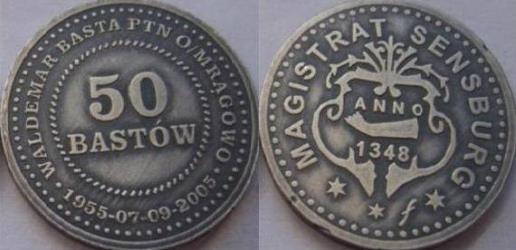 WALDEMAR BASTA PTN O/MRĄGOWO
50
BASTÓW
1955-07-09-2005
MAGISTRAT SENSBURG
ANNO
1348
f